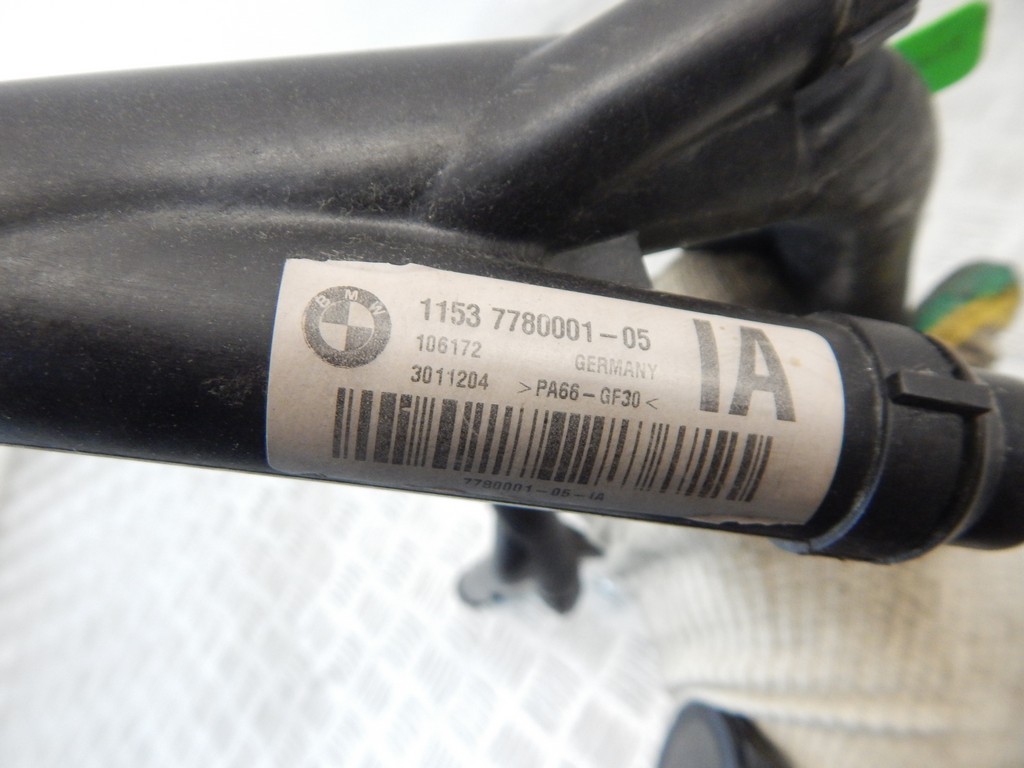 BMW
1153 7780001-05
IA
106172
GERMANY
3011204 >PA66-GF30<
7780001-05-IA